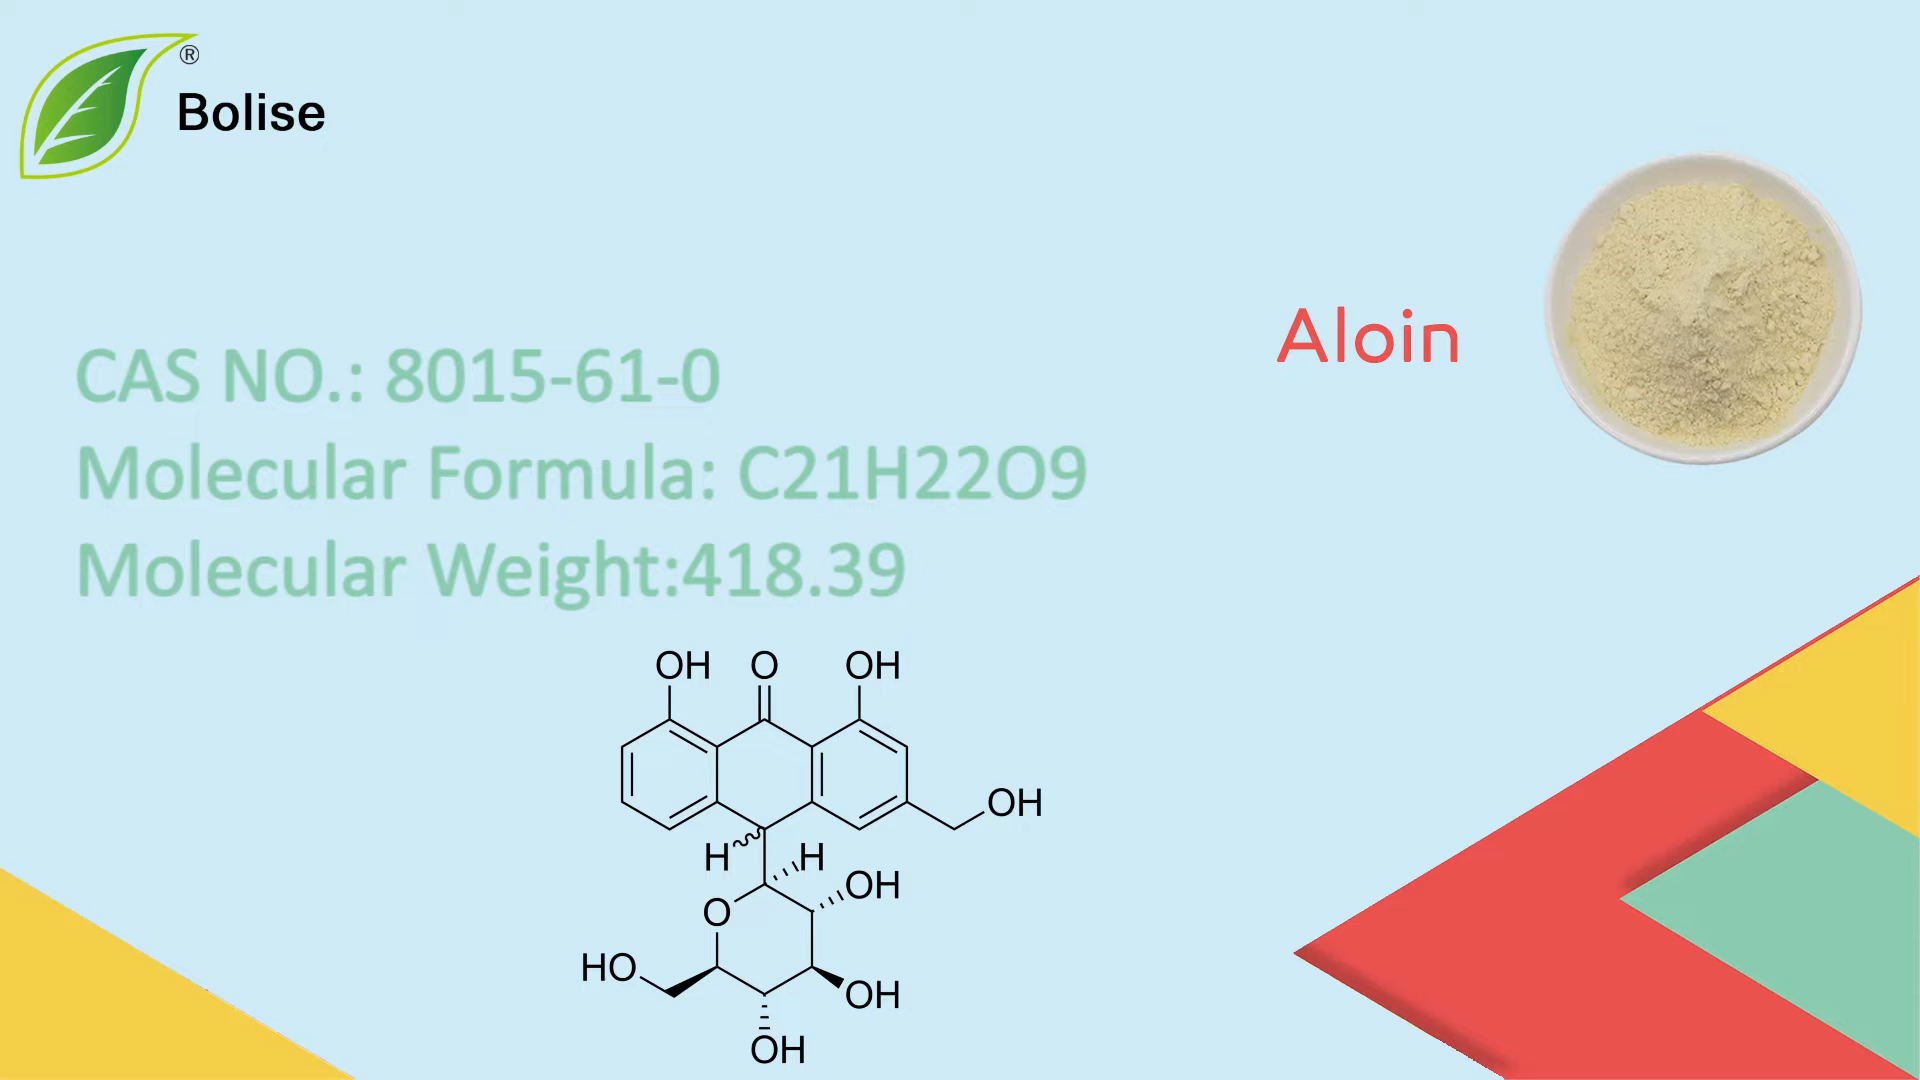 ®
Bolise
Aloin
CAS NO.: 8015-61-0
Molecular Formula: C21H22O9
Molecular Weight:418.39
OH O OH
OH
H H
OH
O
HO
OH
OH